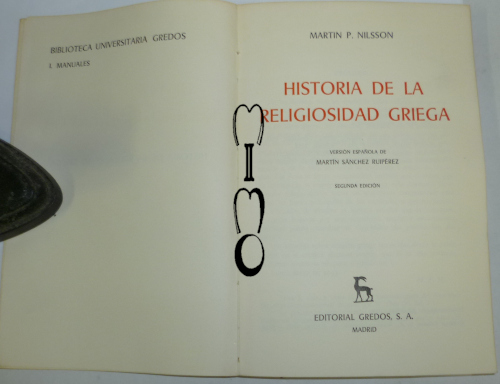 BIBLIOTECA UNIVERSITARIA GREDOS
I. MANUALES
MARTIN P. NILSSON
HISTORIA DE LA
RELIGIOSIDAD GRIEGA
VERSIÓN ESPAÑOLA DE
MARTÍN SÁNCHEZ RUIPÉREZ
SEGUNDA EDICIÓN
EDITORIAL GREDOS, S. A.
MADRID
MIMO